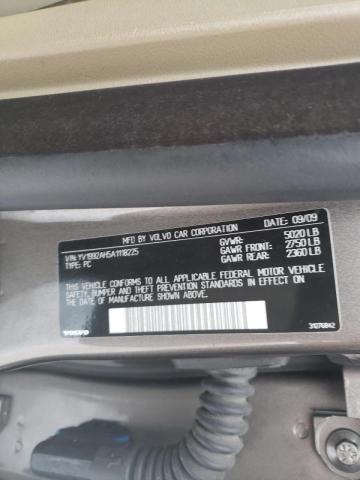 MFD BY VOLVO CAR CORPORATION DATE: 09/09
VIN: YV1992AH5A1118225 GVWR: 5020 LB
TYPE: PC GAWR FRONT: 2750 LB
GAWR REAR: 2360 LB
THIS VEHICLE CONFORMS TO ALL APPLICABLE FEDERAL MOTOR VEHICLE
SAFETY, BUMPER AND THEFT PREVENTION STANDARDS IN EFFECT ON
THE DATE OF MANUFACTURE SHOWN ABOVE.
VOLVO 31276842